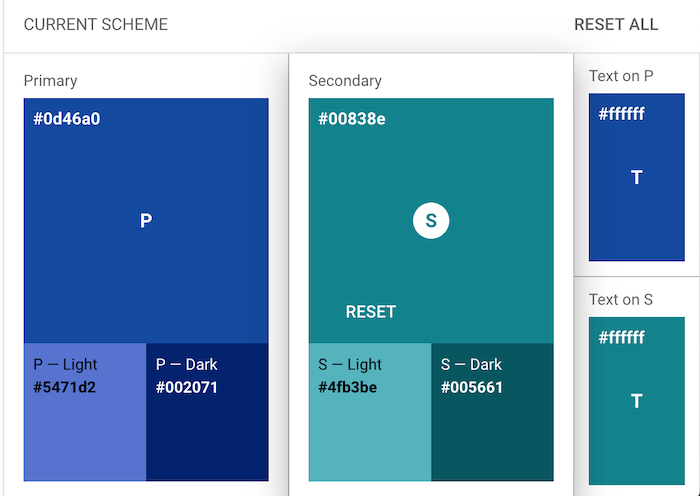 CURRENT SCHEME
RESET ALL
Primary
#0d46a0
P
P — Light
#5471d2
P — Dark
#002071
Secondary
#00838e
S
RESET
S — Light
#4fb3be
S — Dark
#005661
Text on P
#ffffff
T
Text on S
#ffffff
T